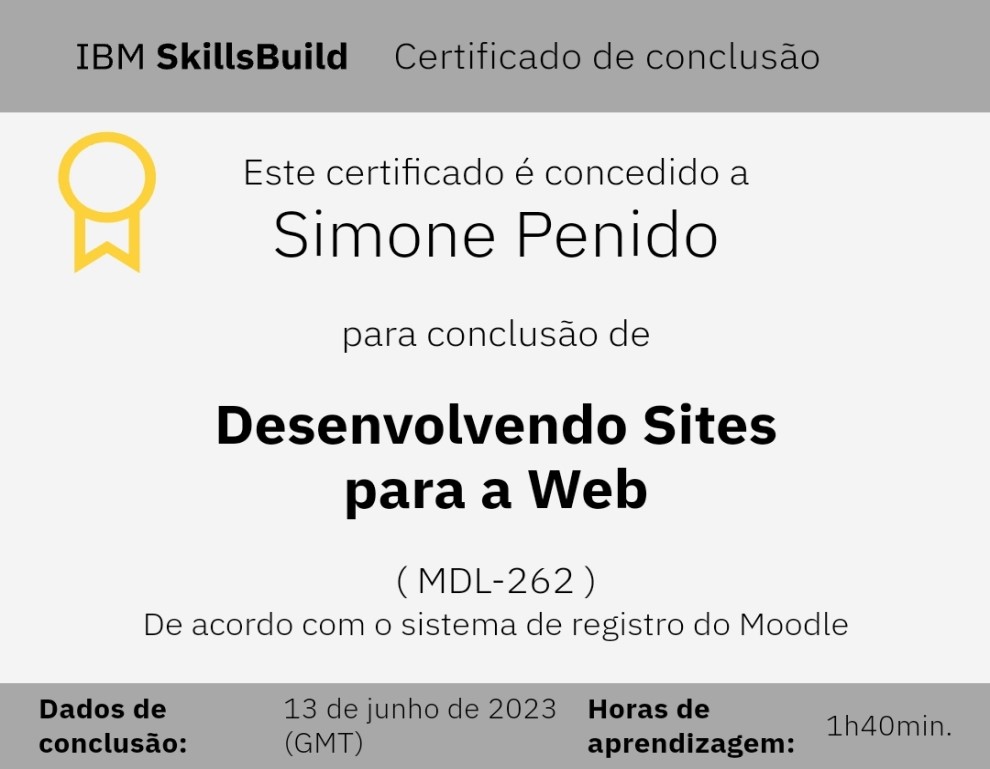 IBM SkillsBuild Certificado de conclusão
Este certificado é concedido a
Simone Penido
para conclusão de
Desenvolvendo Sites
para a Web
( MDL-262 )
De acordo com o sistema de registro do Moodle
Dados de
conclusão:
13 de junho de 2023
(GMT)
Horas de
aprendizagem:
1h40min.